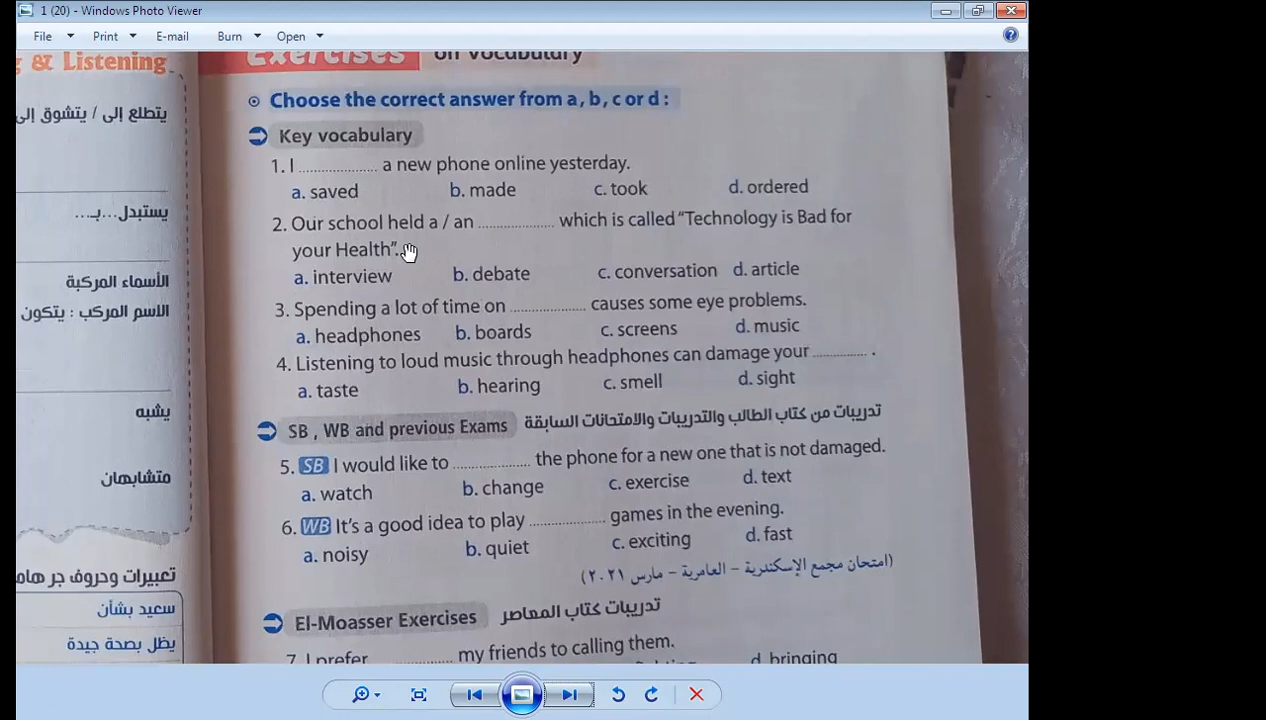 1 (20) - Windows Photo Viewer
File Print E-mail Burn Open
& Listening
Exercises on Vocabulary
يتطلع إلى / يتشوق إلى
Choose the correct answer from a, b, c or d :
Key vocabulary
1. I .................... a new phone online yesterday.
a. saved b. made c. took d. ordered
يستبدل...بـ...
2. Our school held a / an .................... which is called "Technology is Bad for
your Health".
a. interview b. debate c. conversation d. article
الأسماء المركبة
الاسم المركب : يتكون
3. Spending a lot of time on .................... causes some eye problems.
a. headphones b. boards c. screens d. music
4. Listening to loud music through headphones can damage your .............. .
a. taste b. hearing c. smell d. sight
يشبه
SB , WB and previous Exams تدريبات من كتاب الطالب والتدريبات والامتحانات السابقة
5. SB I would like to .................... the phone for a new one that is not damaged.
a. watch b. change c. exercise d. text
متشابهان
6. WB It's a good idea to play .................... games in the evening.
a. noisy b. quiet c. exciting d. fast
(امتحان مجمع الإسكندرية - العامرية - مارس ٢٠٢١)
تعبيرات وحروف جر هام
سعيد بشأن
El-Moasser Exercises تدريبات كتاب المعاصر
يظل بصحة جيدة
7. I prefer .................... my friends to calling them.
d. bringing